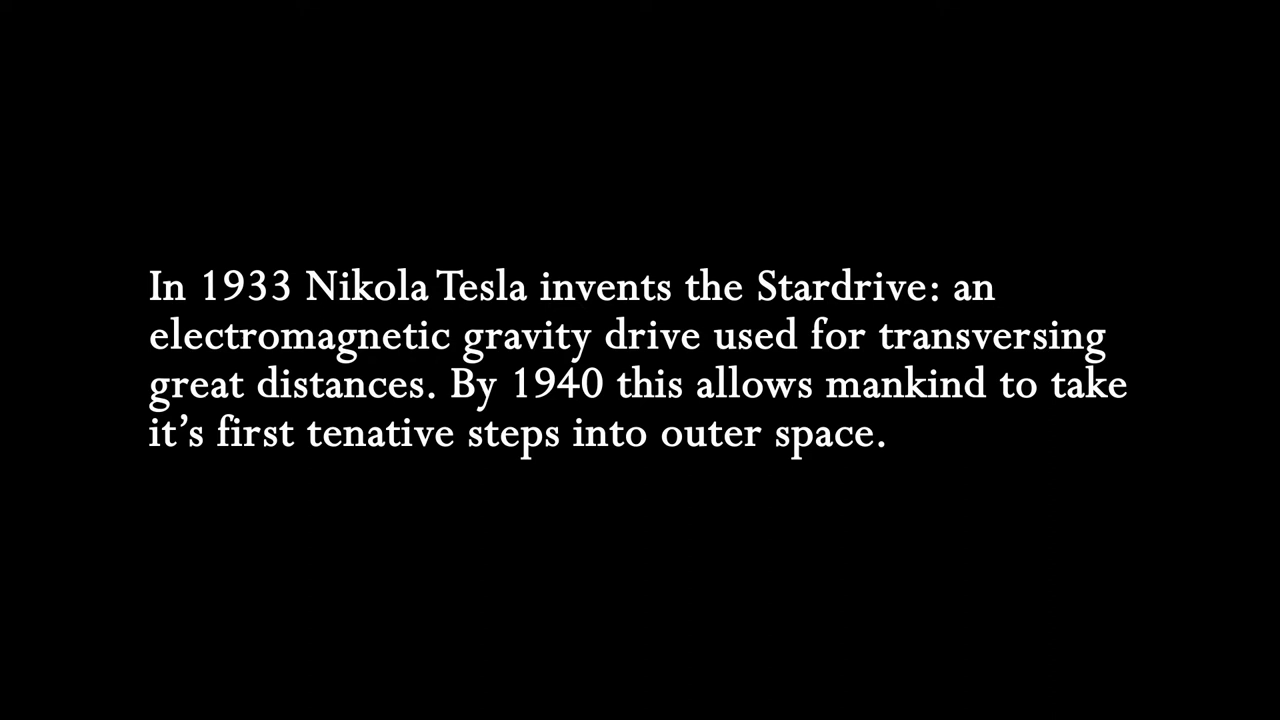 In 1933 Nikola Tesla invents the Stardrive: an
electromagnetic gravity drive used for transversing
great distances. By 1940 this allows mankind to take
it’s first tenative steps into outer space.